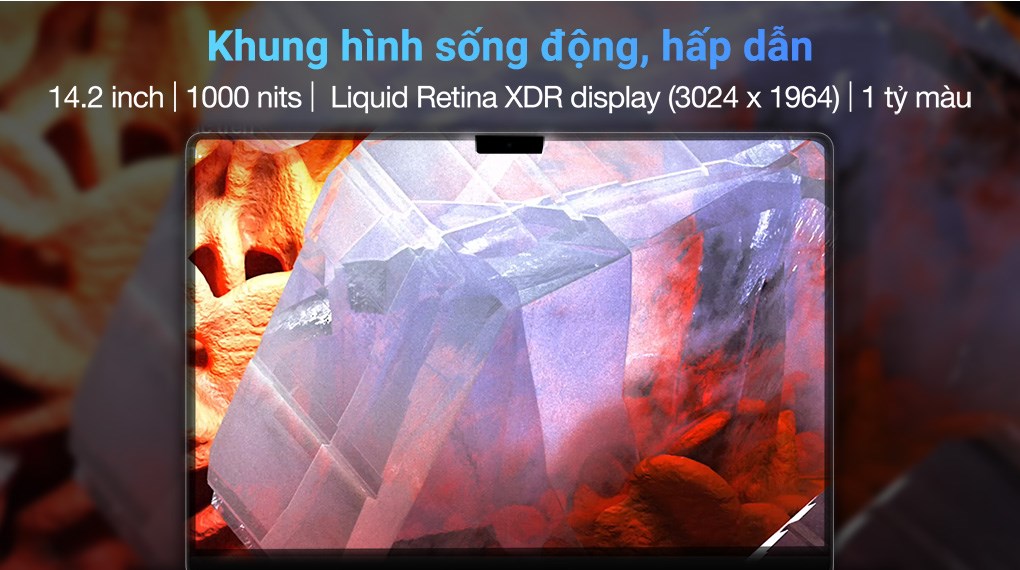 Khung hình sống động, hấp dẫn
14.2 inch | 1000 nits | Liquid Retina XDR display (3024 x 1964) | 1 tỷ màu